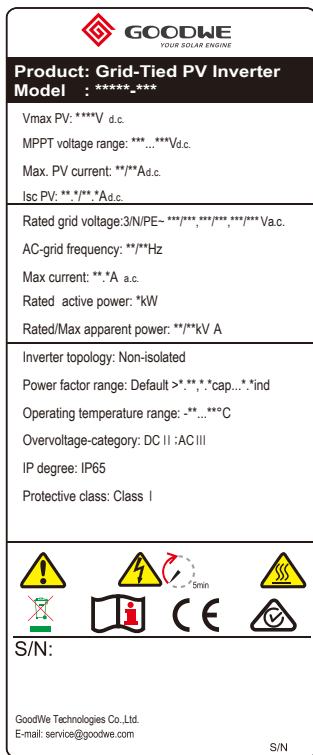 GOODWE
YOUR SOLAR ENGINE
Product: Grid-Tied PV Inverter
Model : *****-***
Vmax PV: ****V d.c.
MPPT voltage range: ***...***Vd.c.
Max. PV current: **/**Ad.c.
Isc PV: **.*/**.*Ad.c.
Rated grid voltage:3/N/PE~ ***/***,***/***,***/*** Va.c.
AC-grid frequency: **/**Hz
Max current: **.*A a.c.
Rated active power: *kW
Rated/Max apparent power: **/**kV A
Inverter topology: Non-isolated
Power factor range: Default >*.**,*.*cap...*.*ind
Operating temperature range: -**...**°C
Overvoltage-category: DC II ;AC III
IP degree: IP65
Protective class: Class I
5min
CE
S/N:
GoodWe Technologies Co.,Ltd.
E-mail: service@goodwe.com
S/N